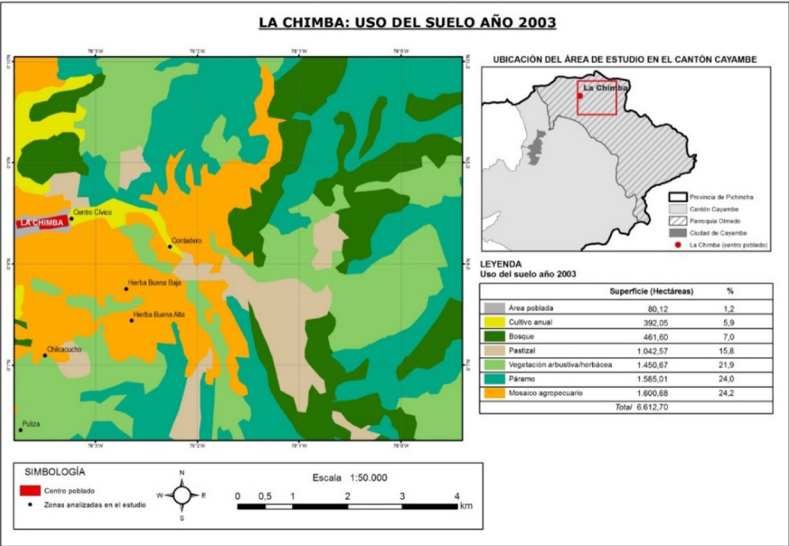 LA CHIMBA: USO DEL SUELO AÑO 2003
UBICACIÓN DEL ÁREA DE ESTUDIO EN EL CANTÓN CAYAMBE
La Chimba
Provincia de Pichincha
Cantón Cayambe
Parroquia Olmedo
Ciudad de Cayambe
La Chimba (centro poblado)
Centro Cívico
LA CHIMBA
Contadero
Hierba Buena Baja
Hierba Buena Alta
Chilcacucho
Puliza
LEYENDA
Uso del suelo año 2003
Superficie (Hectáreas) %
Área poblada 80,12 1,2
Cultivo anual 392,05 5,9
Bosque 461,60 7,0
Pastizal 1.042,57 15,8
Vegetación arbustiva/herbácea 1.450,67 21,9
Páramo 1.585,01 24,0
Mosaico agropecuario 1.600,68 24,2
Total 6.612,70
SIMBOLOGÍA
Centro poblado
Zonas analizadas en el estudio
N
W E
S
Escala 1:50.000
0 0,5 1 2 3 4
km